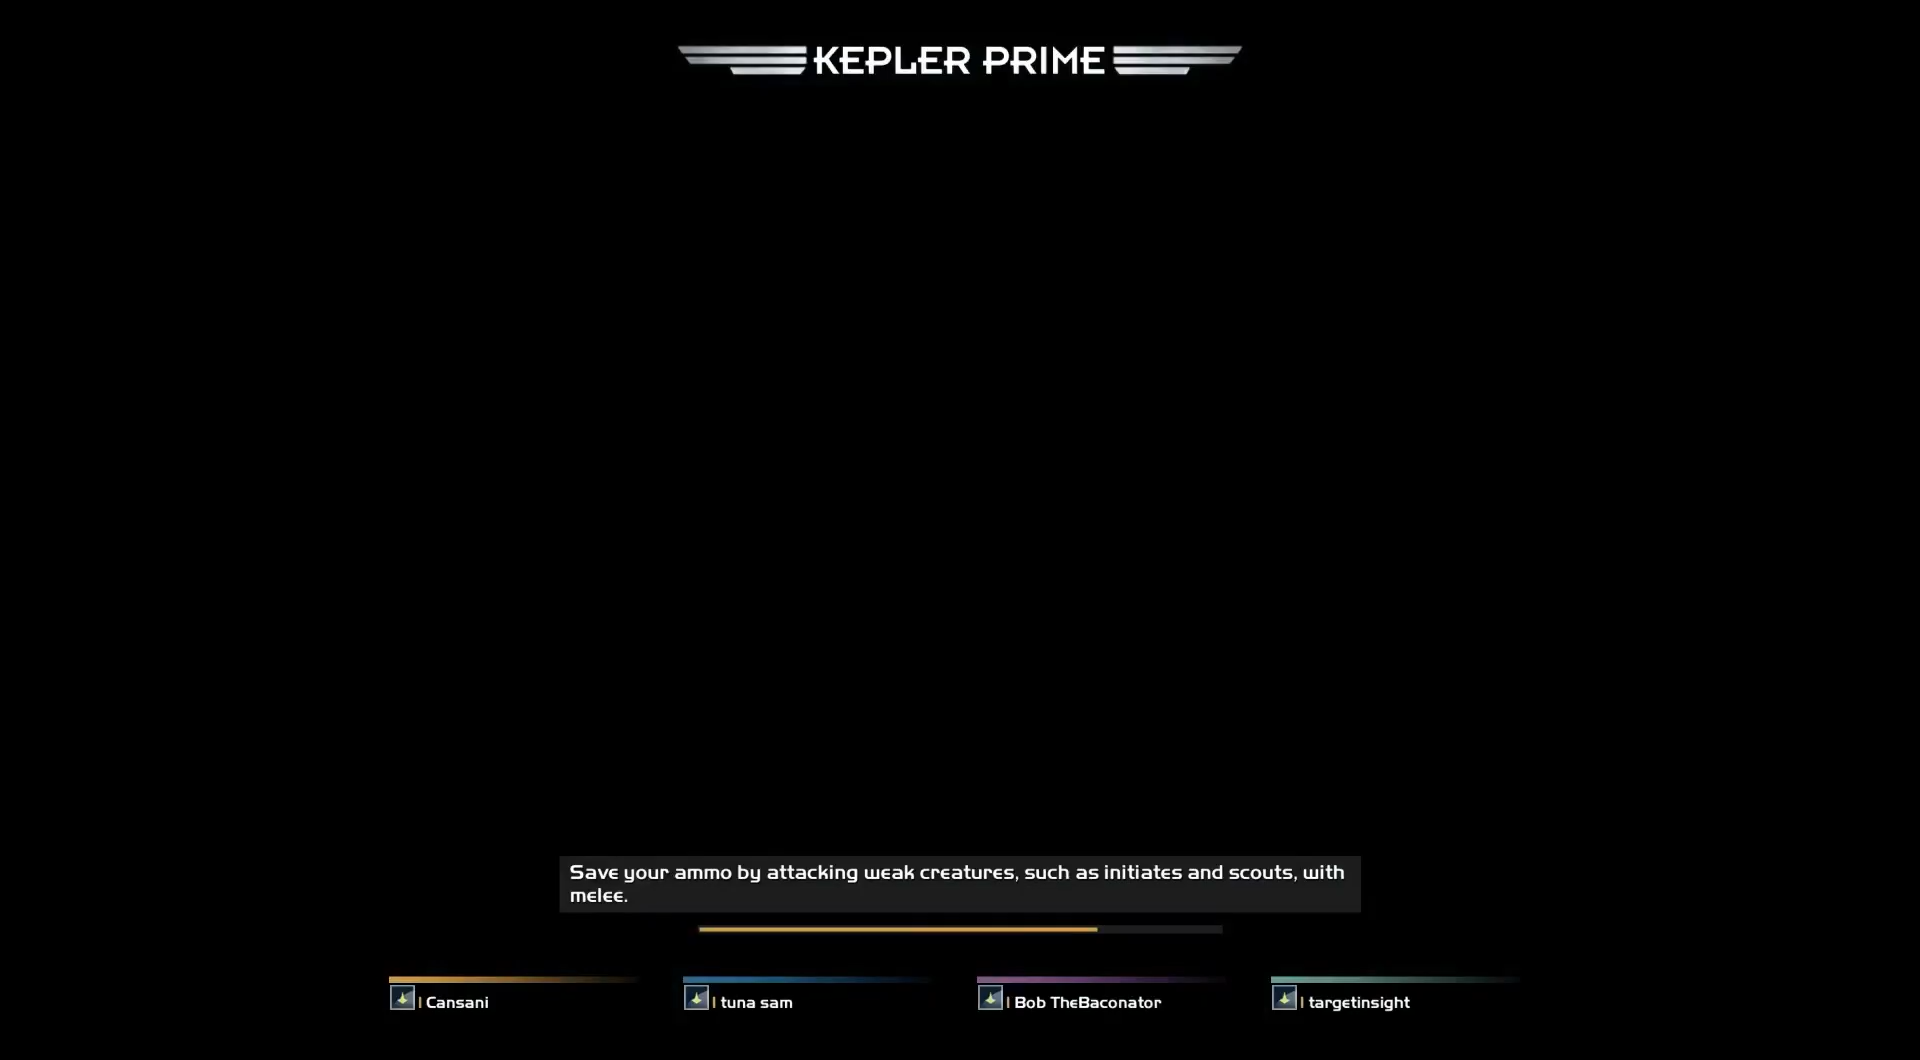 KEPLER PRIME
Save your ammo by attacking weak creatures, such as initiates and scouts, with
melee.
| Cansani
| tuna sam
| Bob TheBaconator
| targetinsight